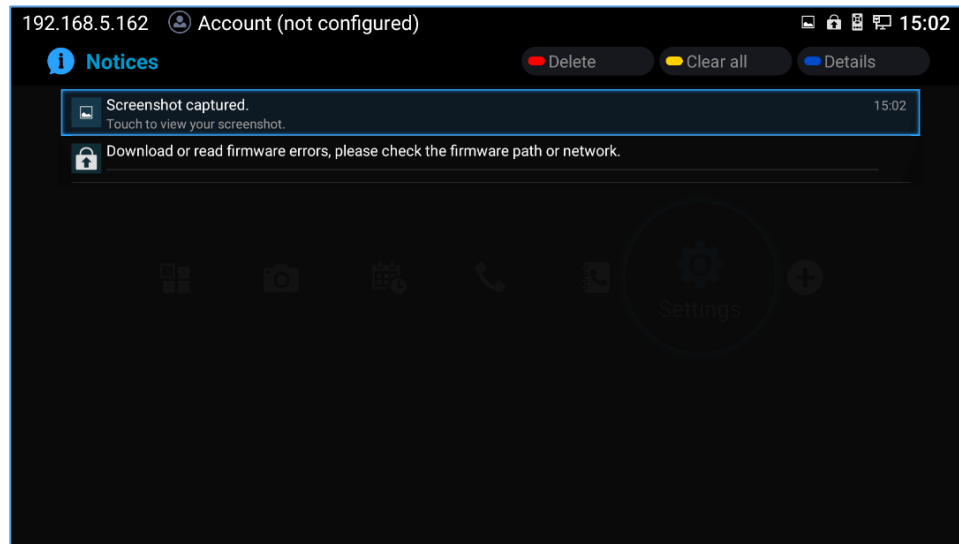 192.168.5.162 Account (not configured) 15:02
Notices Delete Clear all Details
Screenshot captured. 15:02
Touch to view your screenshot.
Download or read firmware errors, please check the firmware path or network.
Settings